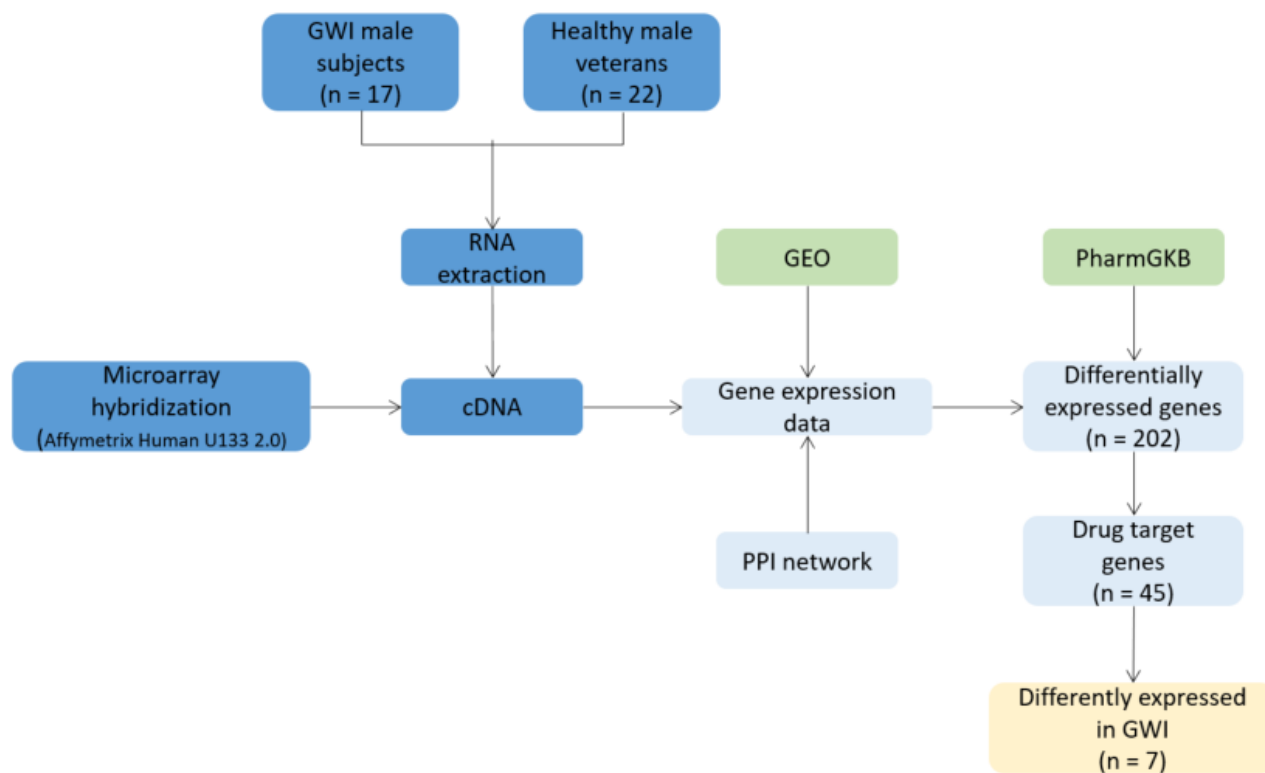 GWI male
subjects
(n = 17)
Healthy male
veterans
(n = 22)
RNA
extraction
GEO
PharmGKB
Microarray
hybridization
(Affymetrix Human U133 2.0)
cDNA
Gene expression
data
Differentially
expressed genes
(n = 202)
PPI network
Drug target
genes
(n = 45)
Differently expressed
in GWI
(n = 7)